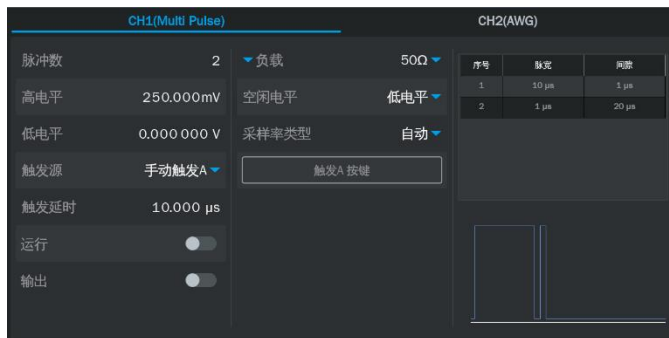 CH1(Multi Pulse) CH2(AWG)
脉冲数 2 负载 50Ω 序号 脉宽 间隙
1 10 μs 1 μs
高电平 250.000mV 空闲电平 低电平 2 1 μs 20 μs
低电平 0.000 000 V 采样率类型 自动
触发源 手动触发A 触发A 按键
触发延时 10.000 μs
运行
输出